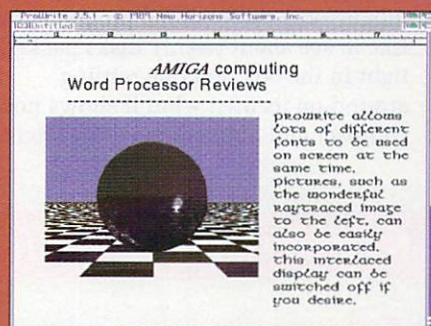 ProWrite 2.5.1 - © 1989 New Horizons Software, Inc.
Untitled
AMIGA computing
Word Processor Reviews
prowrite allows
lots of different
fonts to be used
on screen at the
same time.
pictures, such as
the wonderful
raytraced image
to the left, can
also be easily
incorporated.
this interlaced
display can be
switched off if
you desire.